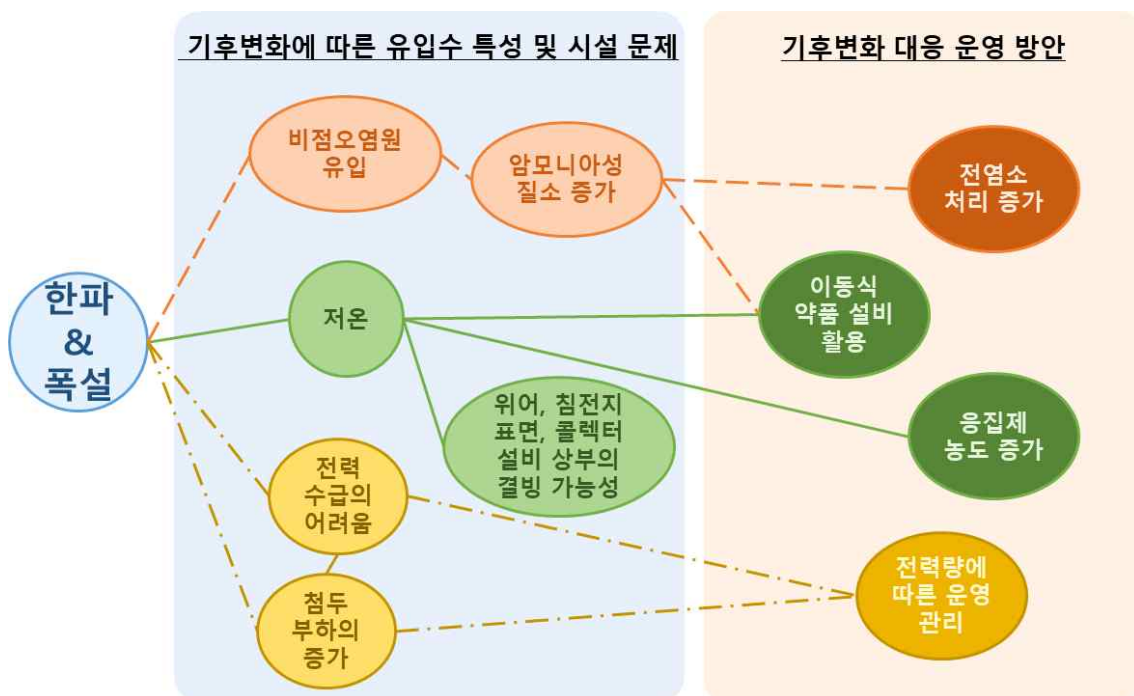 기후변화에 따른 유입수 특성 및 시설 문제
기후변화 대응 운영 방안
한파
&
폭설
비점오염원
유입
암모니아성
질소 증가
전염소
처리 증가
저온
이동식
약품 설비
활용
위어, 침전지
표면, 콜렉터
설비 상부의
결빙 가능성
응집제
농도 증가
전력
수급의
어려움
첨두
부하의
증가
전력량에
따른 운영
관리